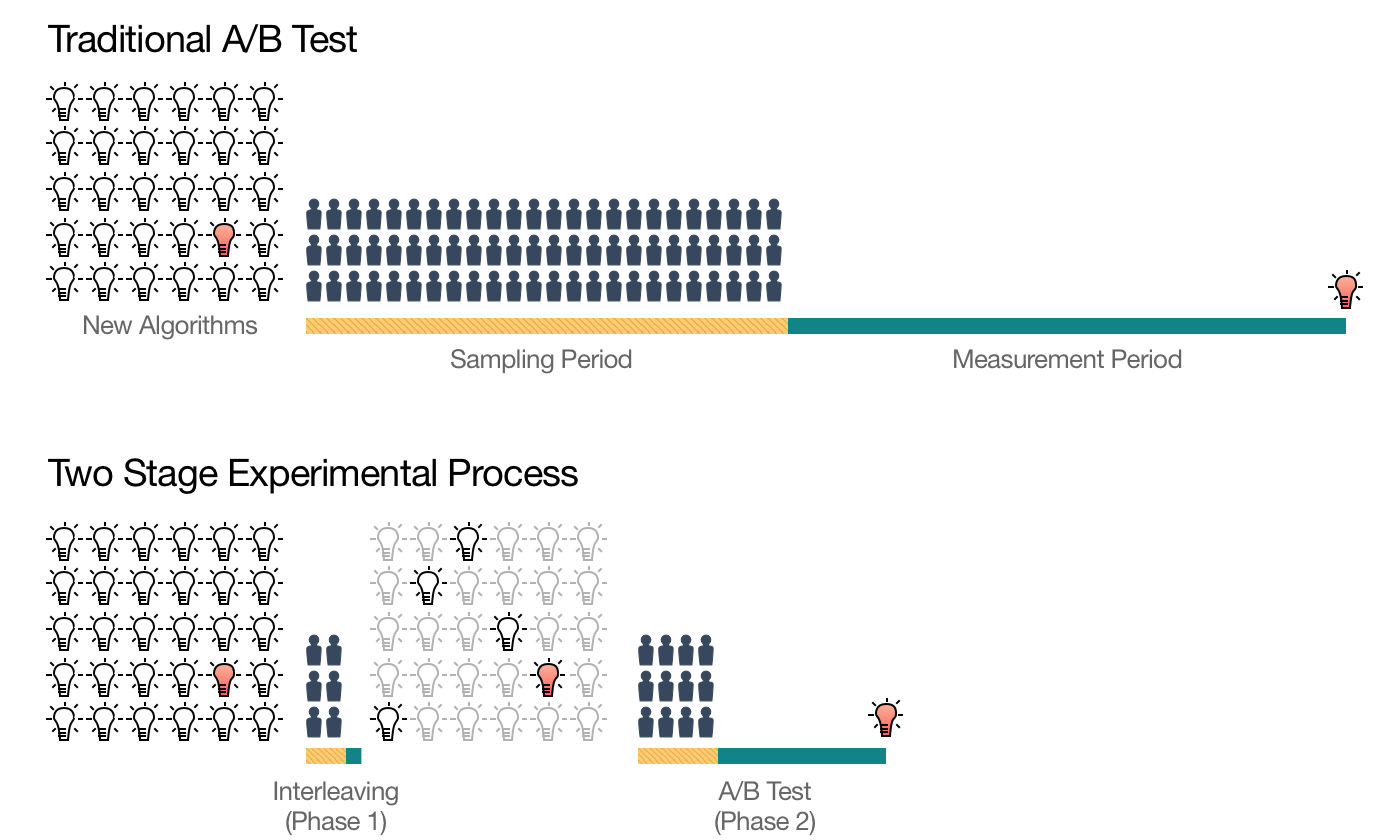 Traditional A/B Test
New Algorithms
Sampling Period
Measurement Period
Two Stage Experimental Process
Interleaving
(Phase 1)
A/B Test
(Phase 2)